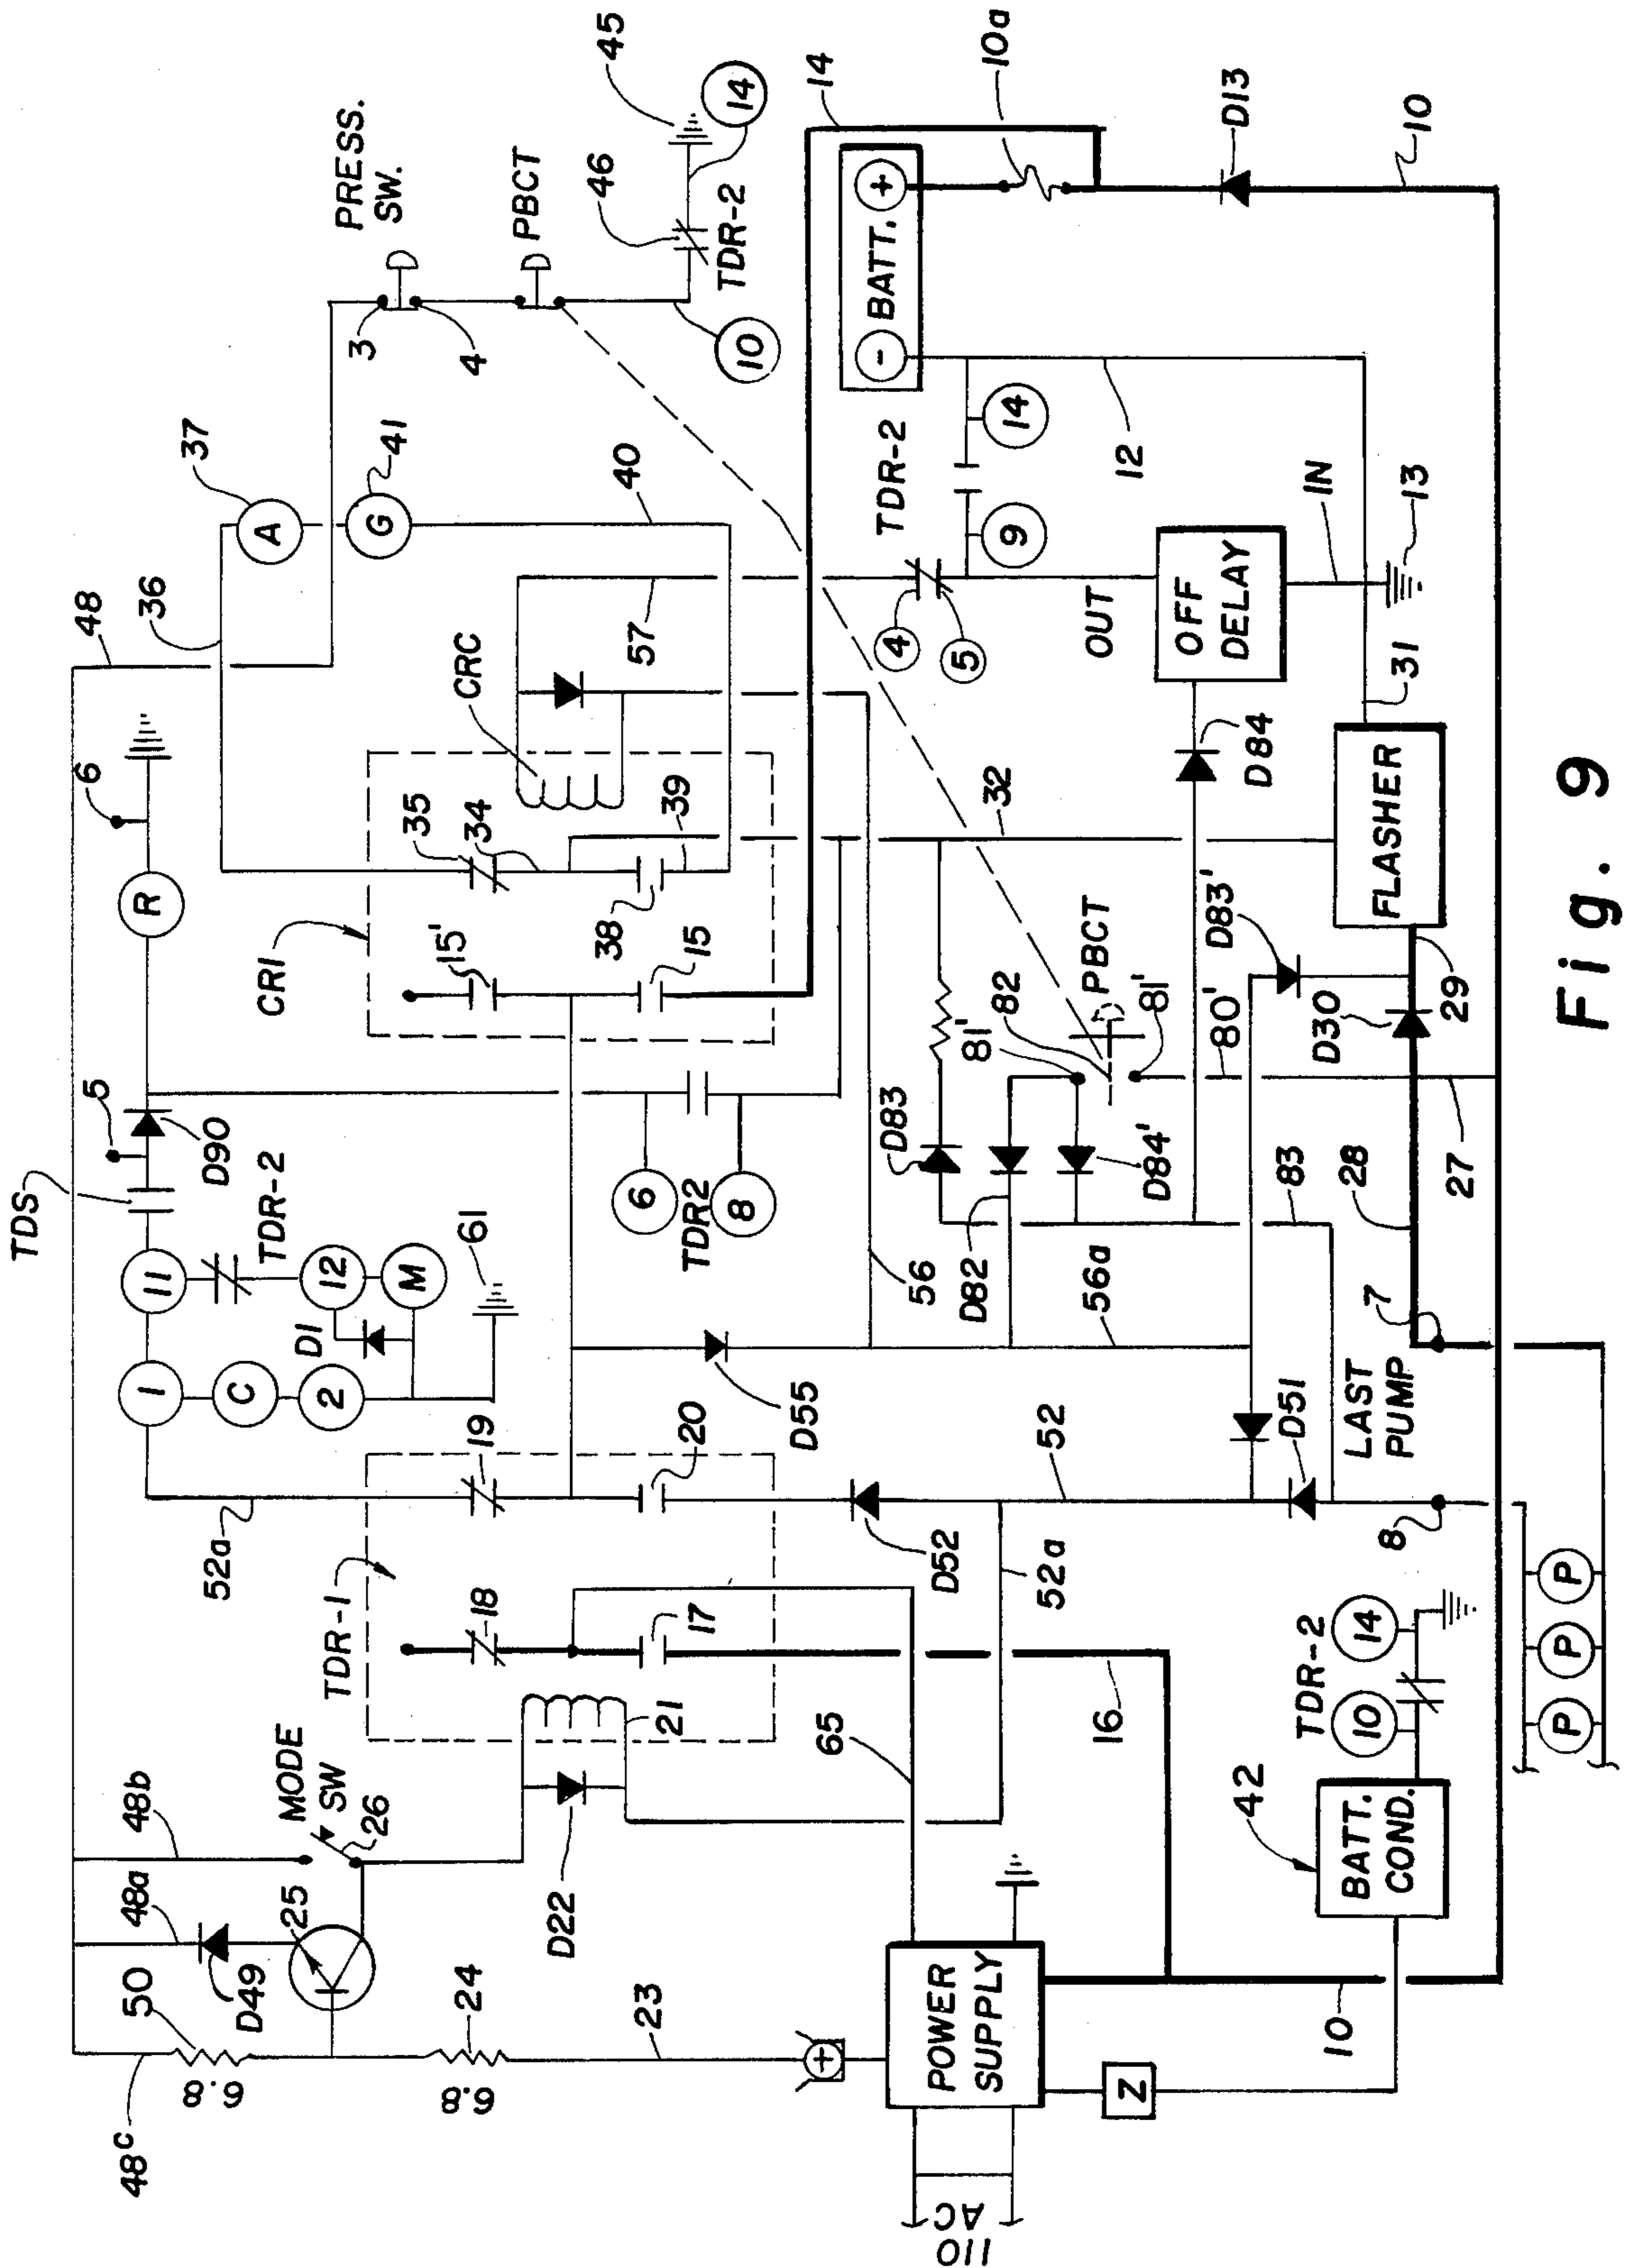 TDS
5
D90
TDR-2
11
12
M
D1
61
1
C
2
6
R
48
36
37
A
G
41
40
PRESS.
SW.
3
4
PBCT
46
45
14
TDR-2
10
48b
48a
48c
50
6.8
D49
25
MODE
SW
26
24
6.8
23
D22
TDR-1
18
17
21
19
20
52a
CR1
15'
15
35
34
38
39
CRC
57
6
TDR2
8
D55
56
65
16
D52
52
52a
14
10a
BATT.
-
+
D13
10
TDR-2
4
5
9
14
12
OUT
OFF
DELAY
IN
13
31
D84
32
D83
D82
D84'
81'
82
PBCT
81'
80'
D83'
56a
83
28
27
D30
29
FLASHER
7
LAST
PUMP
D51
8
P
P
P
TDR-2
10
14
42
BATT.
COND.
POWER
SUPPLY
+
Z
10
110
AC
Fig. 9